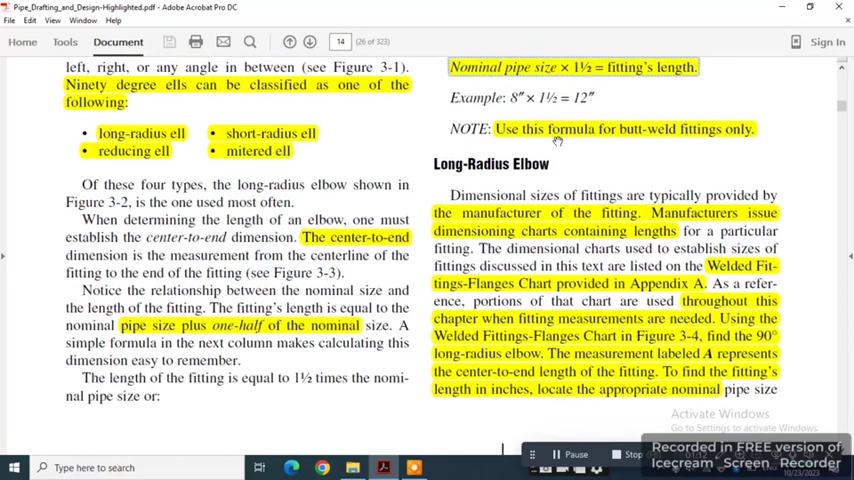 Pipe_Drafting_and_Design-Highlighted.pdf - Adobe Acrobat Pro DC
File Edit View Window Help
Home Tools Document 14 (26 of 323) Sign In
left, right, or any angle in between (see Figure 3-1).
Ninety degree ells can be classified as one of the
following:
• long-radius ell • short-radius ell
• reducing ell • mitered ell
Of these four types, the long-radius elbow shown in
Figure 3-2, is the one used most often.
When determining the length of an elbow, one must
establish the center-to-end dimension. The center-to-end
dimension is the measurement from the centerline of the
fitting to the end of the fitting (see Figure 3-3).
Notice the relationship between the nominal size and
the length of the fitting. The fitting's length is equal to the
nominal pipe size plus one-half of the nominal size. A
simple formula in the next column makes calculating this
dimension easy to remember.
The length of the fitting is equal to 1½ times the nomi-
nal pipe size or:
Nominal pipe size × 1½ = fitting's length.
Example: 8″ × 1½ = 12″
NOTE: Use this formula for butt-weld fittings only.
Long-Radius Elbow
Dimensional sizes of fittings are typically provided by
the manufacturer of the fitting. Manufacturers issue
dimensioning charts containing lengths for a particular
fitting. The dimensional charts used to establish sizes of
fittings discussed in this text are listed on the Welded Fit-
tings-Flanges Chart provided in Appendix A. As a refer-
ence, portions of that chart are used throughout this
chapter when fitting measurements are needed. Using the
Welded Fittings-Flanges Chart in Figure 3-4, find the 90°
long-radius elbow. The measurement labeled A represents
the center-to-end length of the fitting. To find the fitting's
length in inches, locate the appropriate nominal pipe size
Activate Windows
Go to Settings to activate Windows.
Pause Stop 01:12
Recorded in FREE version of
Icecream Screen Recorder
Type here to search
10/23/2023